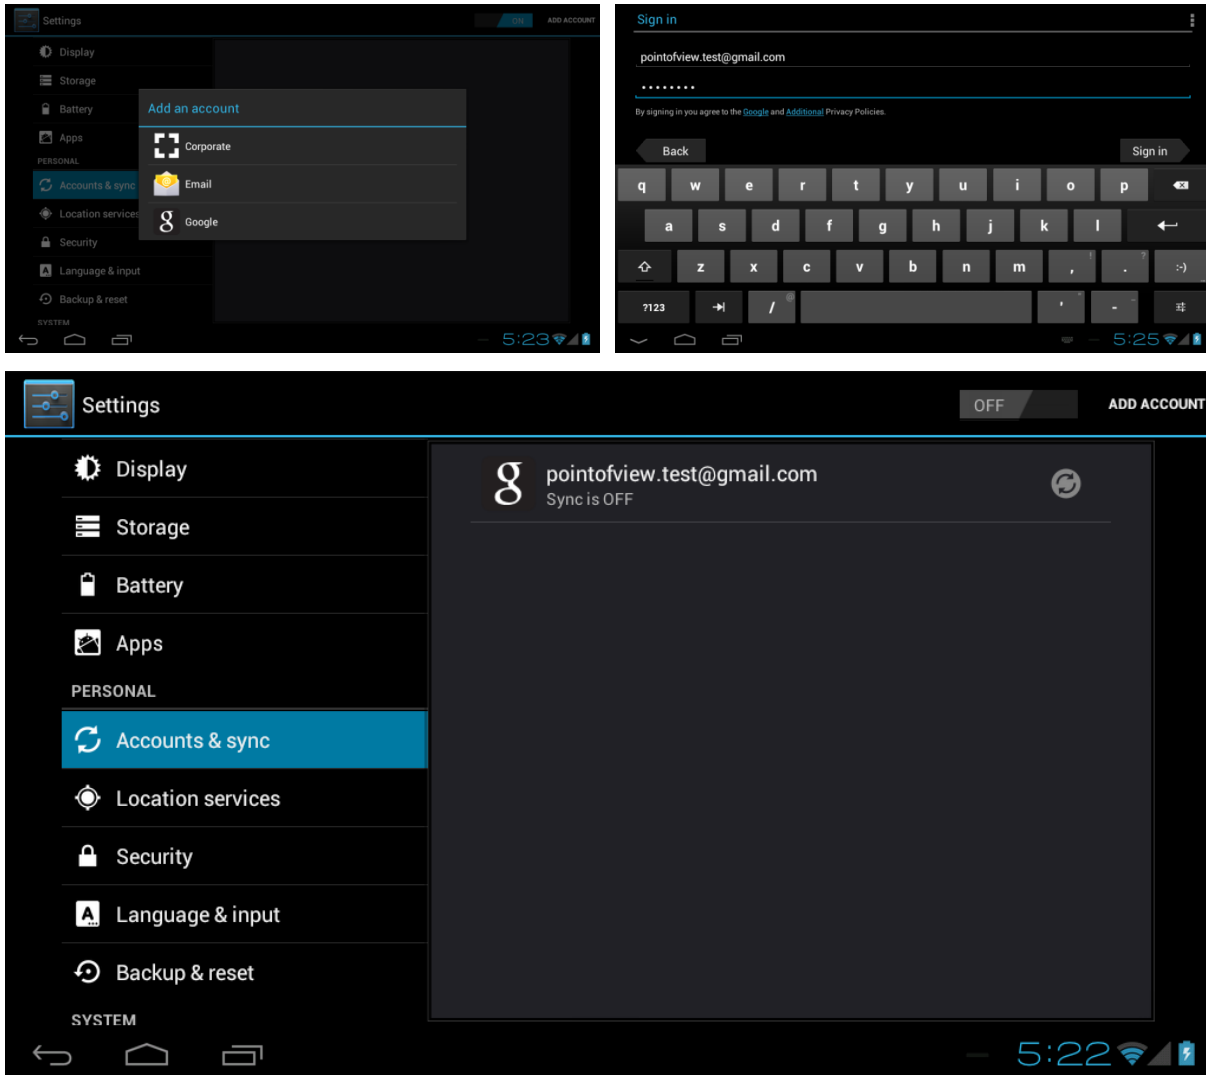 Settings
ON
ADD ACCOUNT
Display
Storage
Battery
Apps
PERSONAL
Accounts & sync
Location services
Security
Language & input
Backup & reset
SYSTEM
Add an account
Corporate
Email
Google
5:23
Sign in
pointofview.test@gmail.com
........
By signing in you agree to the Google and Additional Privacy Policies.
Back
Sign in
q w e r t y u i o p
a s d f g h j k l
z x c v b n m , ! . ? :-)
?123 / @ ' " - _
5:25
Settings
OFF
ADD ACCOUNT
Display
Storage
Battery
Apps
PERSONAL
Accounts & sync
Location services
Security
Language & input
Backup & reset
SYSTEM
pointofview.test@gmail.com
Sync is OFF
5:22